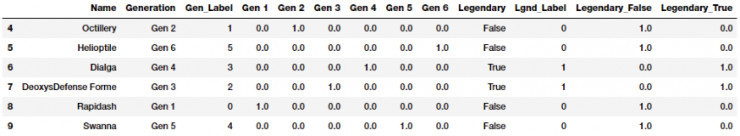 Name Generation Gen_Label Gen 1 Gen 2 Gen 3 Gen 4 Gen 5 Gen 6 Legendary Lgnd_Label Legendary_False Legendary_True
4 Octillery Gen 2 1 0.0 1.0 0.0 0.0 0.0 0.0 False 0 1.0 0.0
5 Helioptile Gen 6 5 0.0 0.0 0.0 0.0 0.0 1.0 False 0 1.0 0.0
6 Dialga Gen 4 3 0.0 0.0 0.0 1.0 0.0 0.0 True 1 0.0 1.0
7 DeoxysDefense Forme Gen 3 2 0.0 0.0 1.0 0.0 0.0 0.0 True 1 0.0 1.0
8 Rapidash Gen 1 0 1.0 0.0 0.0 0.0 0.0 0.0 False 0 1.0 0.0
9 Swanna Gen 5 4 0.0 0.0 0.0 0.0 1.0 0.0 False 0 1.0 0.0